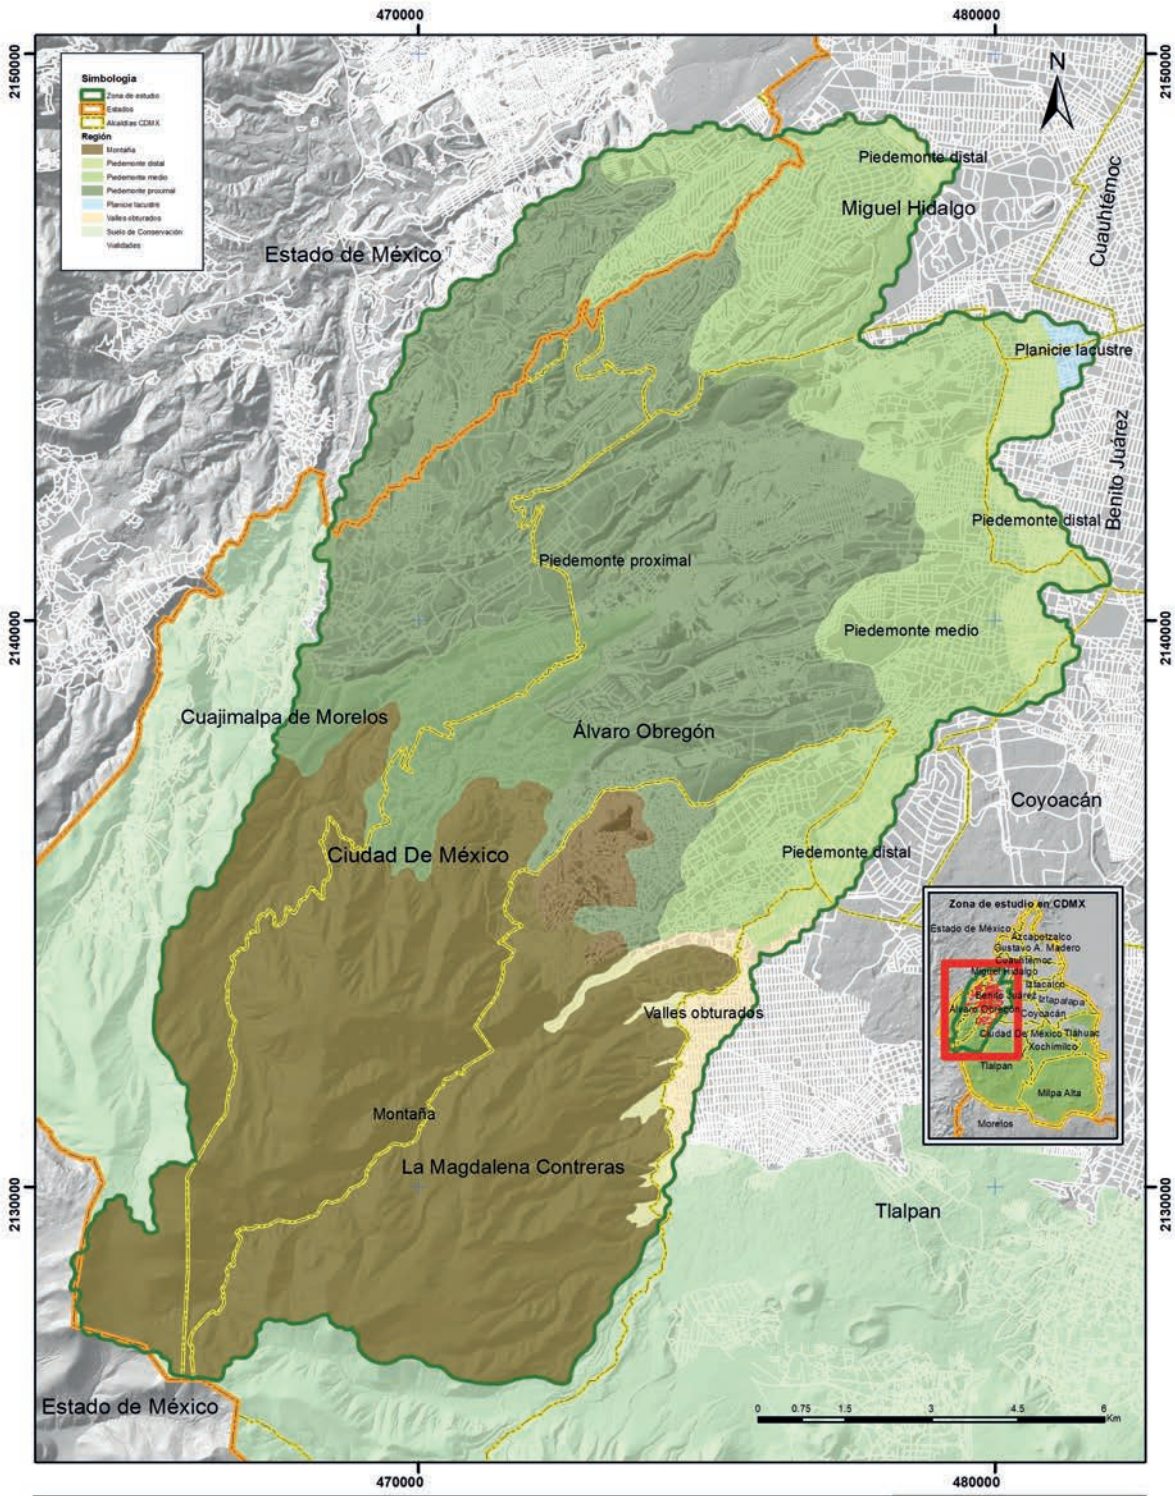 470000
480000
2150000
2150000
N
Simbología
Zona de estudio
Estados
Alcaldías CDMX
Región
Montaña
Piedemonte distal
Piedemonte medio
Piedemonte proximal
Planicie lacustre
Valles obturados
Suelo de Conservación
Vialidades
Piedemonte distal
Miguel Hidalgo
Cuauhtémoc
Estado de México
Planicie lacustre
Benito Juárez
Piedemonte distal
Piedemonte proximal
2140000
2140000
Piedemonte medio
Cuajimalpa de Morelos
Álvaro Obregón
Coyoacán
Ciudad De México
Piedemonte distal
Zona de estudio en CDMX
Estado de México
Azcapotzalco
Gustavo A. Madero
Cuauhtémoc
Miguel Hidalgo
Iztacalco
Benito Juárez
Iztapalapa
Álvaro Obregón
Coyoacán
Ciudad De México
Tláhuac
Xochimilco
Tlalpan
Milpa Alta
Morelos
Valles obturados
Montaña
La Magdalena Contreras
2130000
2130000
Tlalpan
Estado de México
0 0.75 1.5 3 4.5 6
Km
470000
480000